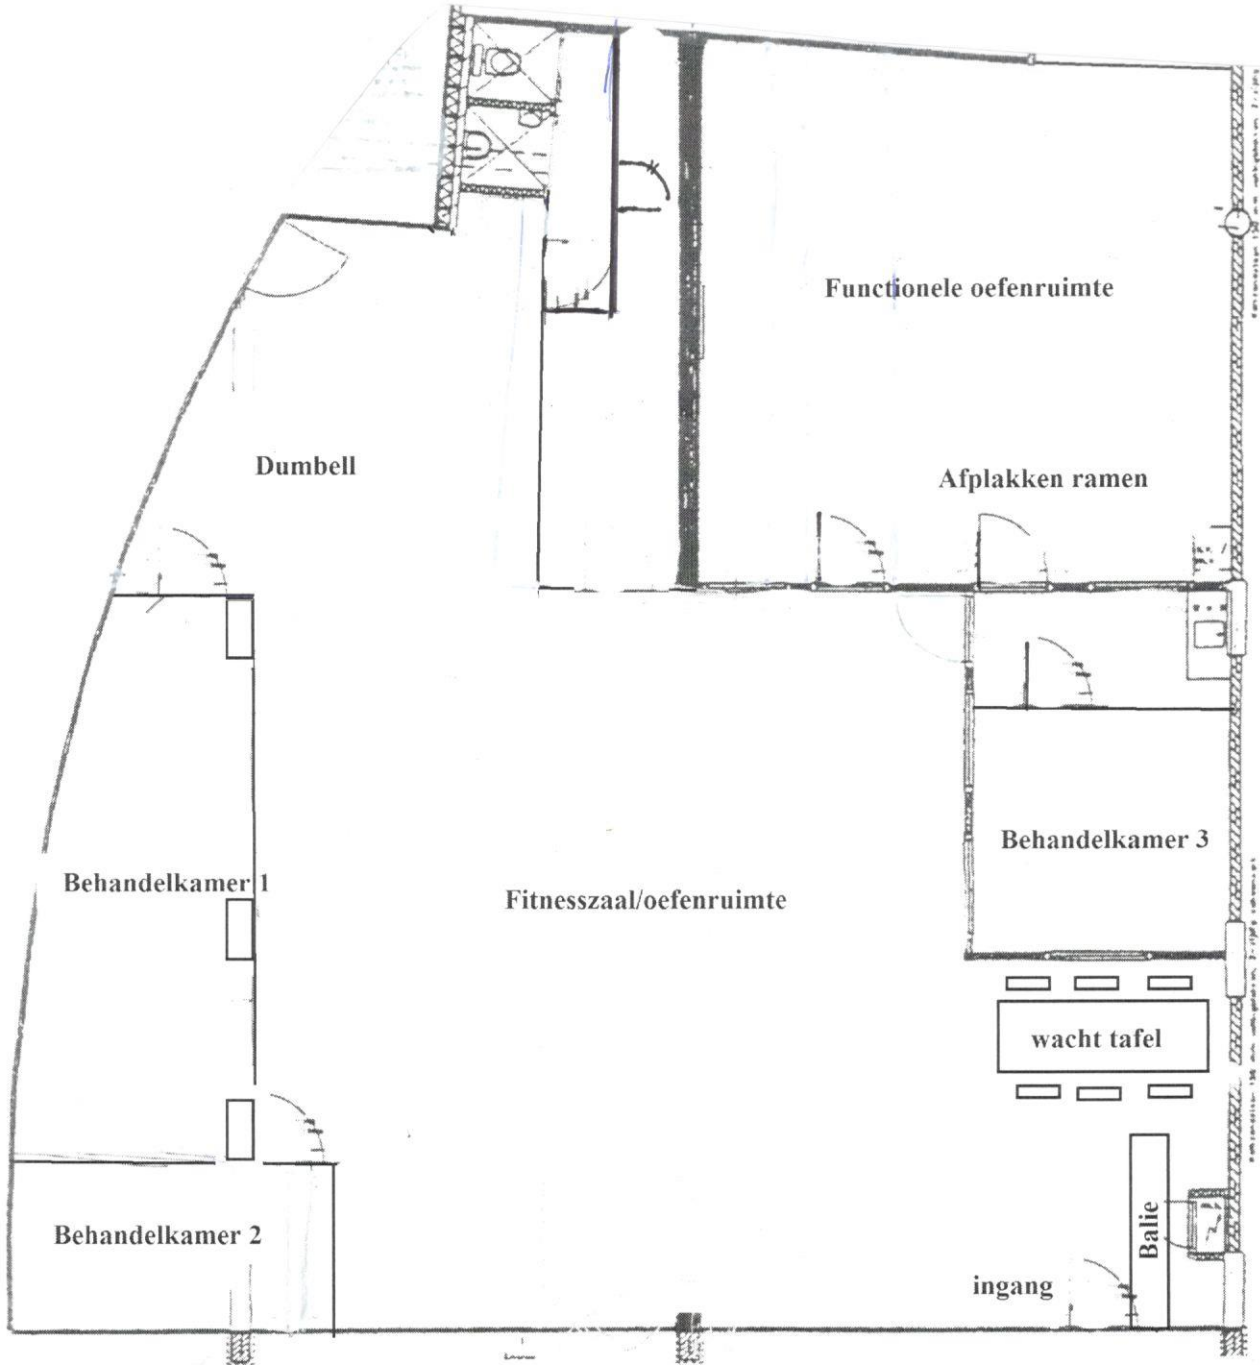 Functionele oefenruimte
Dumbell
Afplakken ramen
Behandelkamer 1
Fitnesszaal/oefenruimte
Behandelkamer 3
wacht tafel
Behandelkamer 2
Balie
ingang